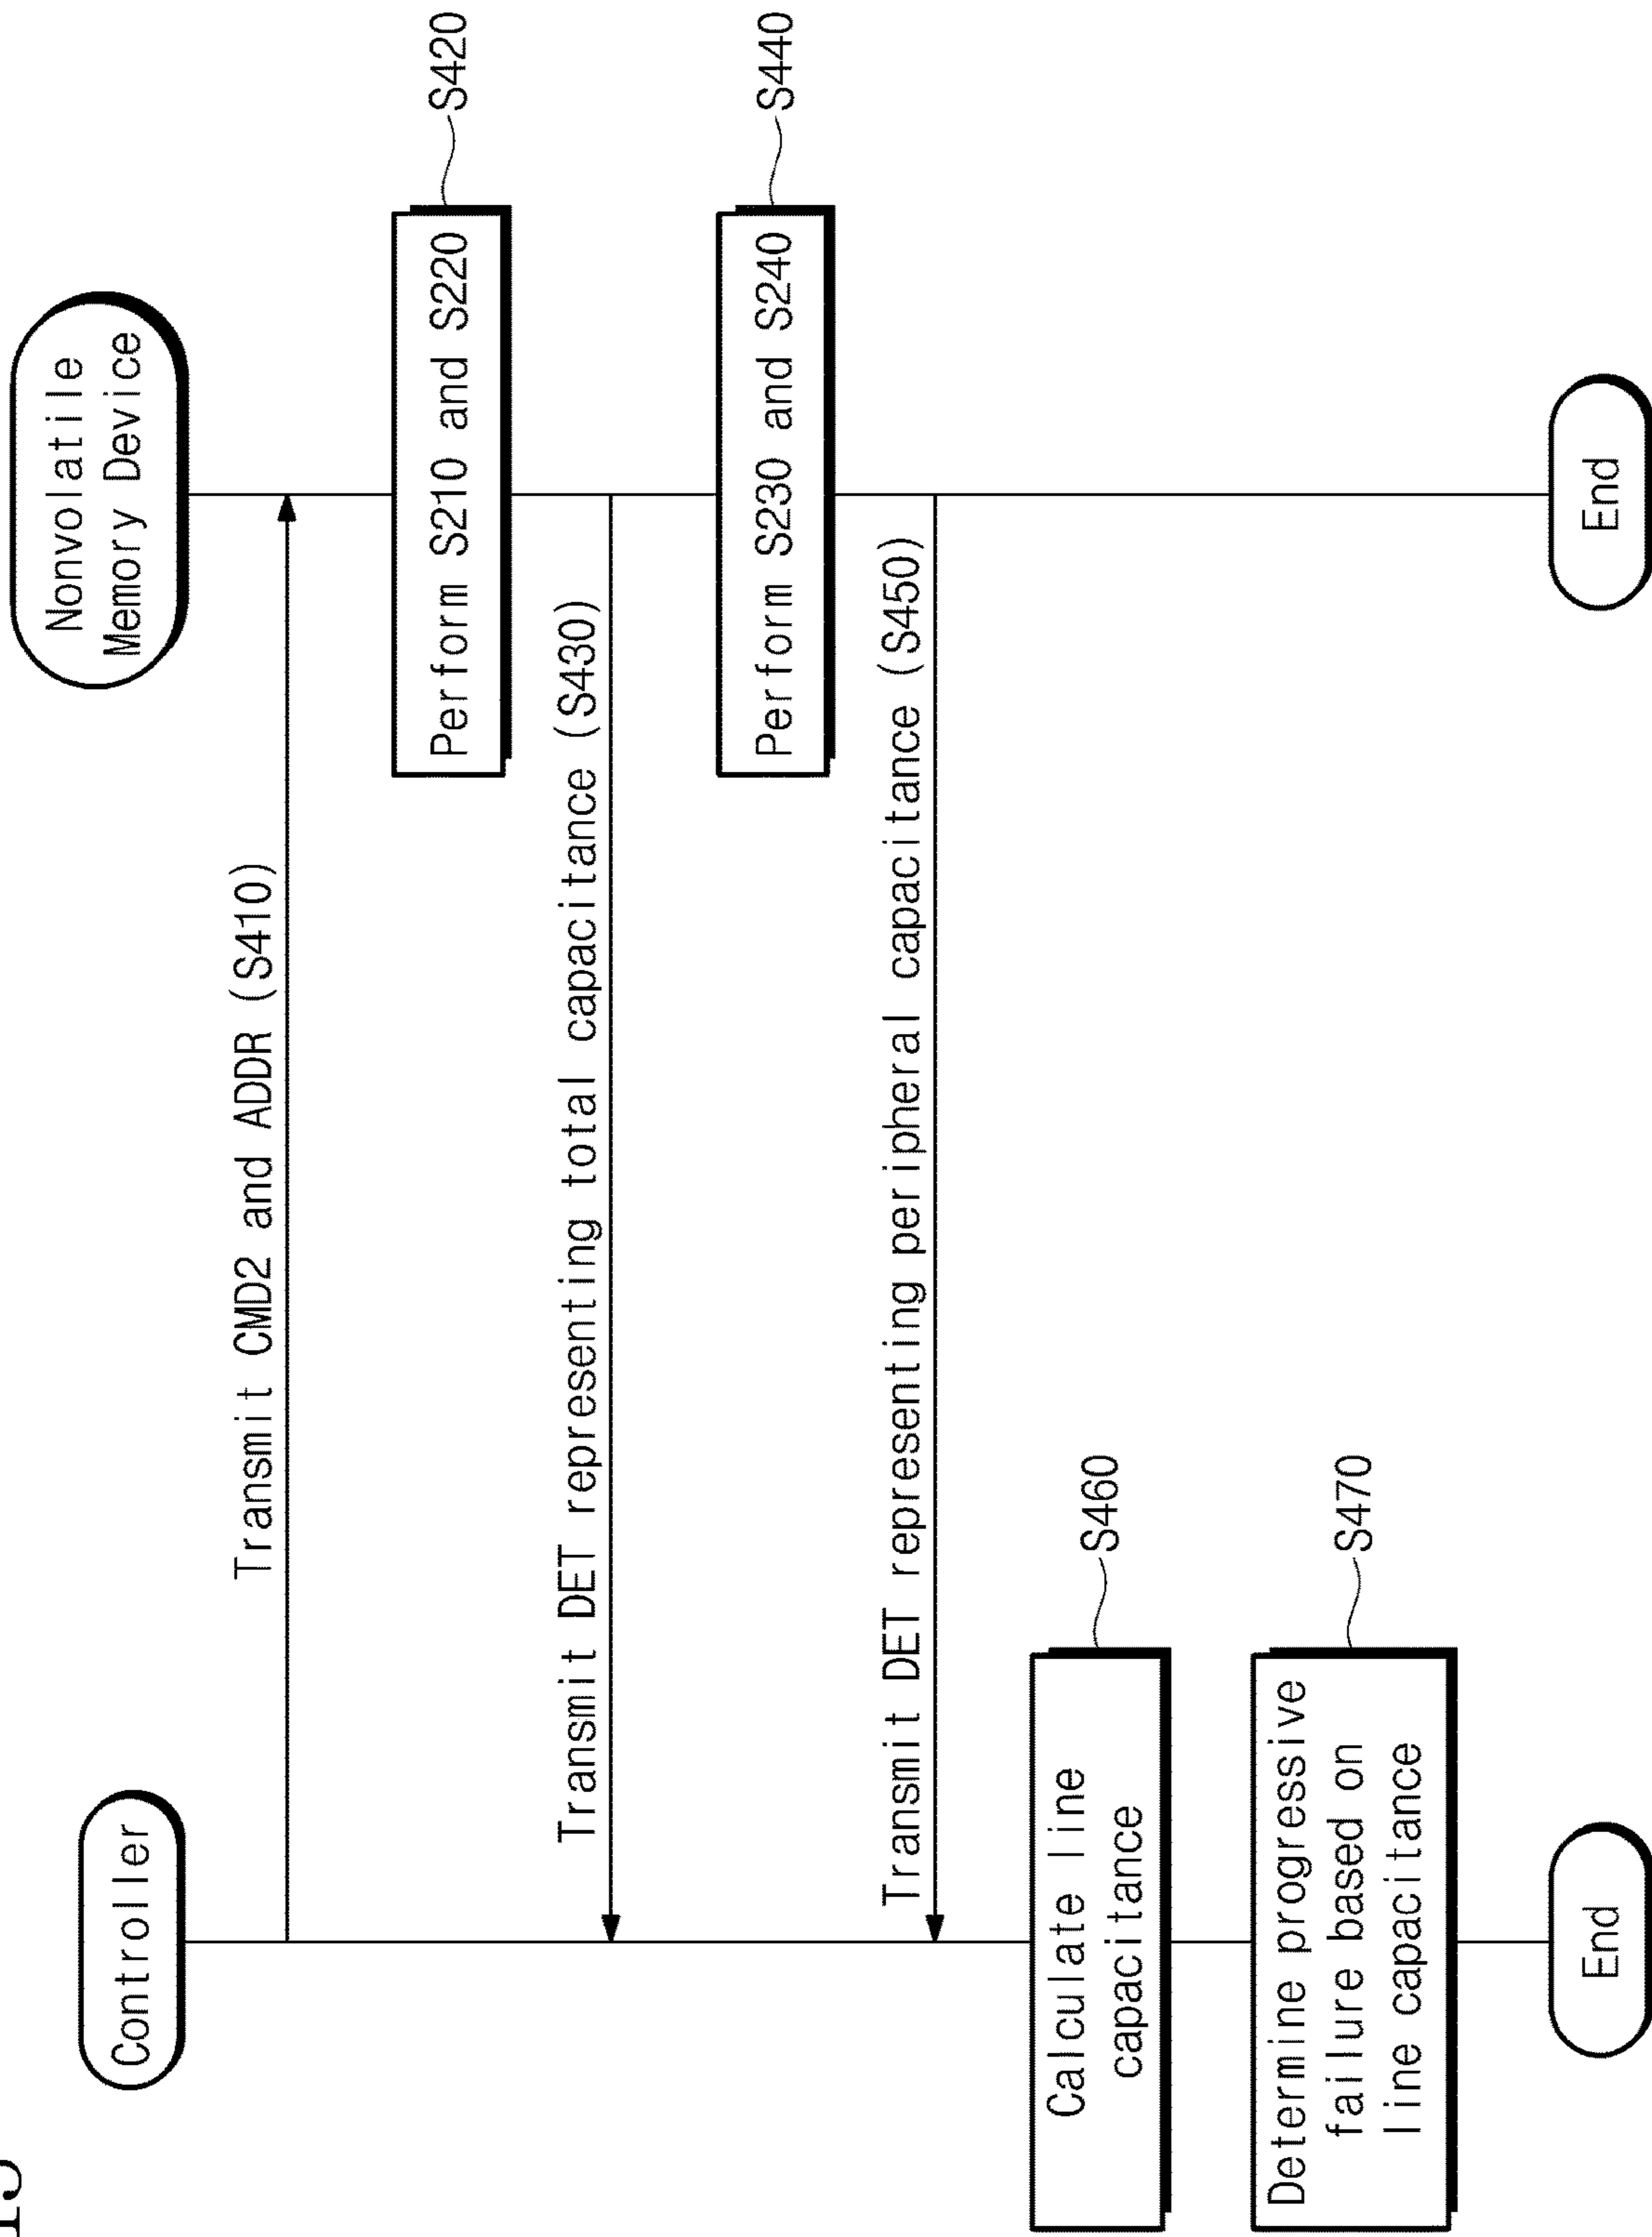 Controller
Nonvolatile
Memory Device
Transmit CMD2 and ADDR (S410)
Perform S210 and S220
S420
Transmit DET representing total capacitance (S430)
Perform S230 and S240
S440
Transmit DET representing peripheral capacitance (S450)
Calculate line
capacitance
S460
Determine progressive
failure based on
line capacitance
S470
End
End